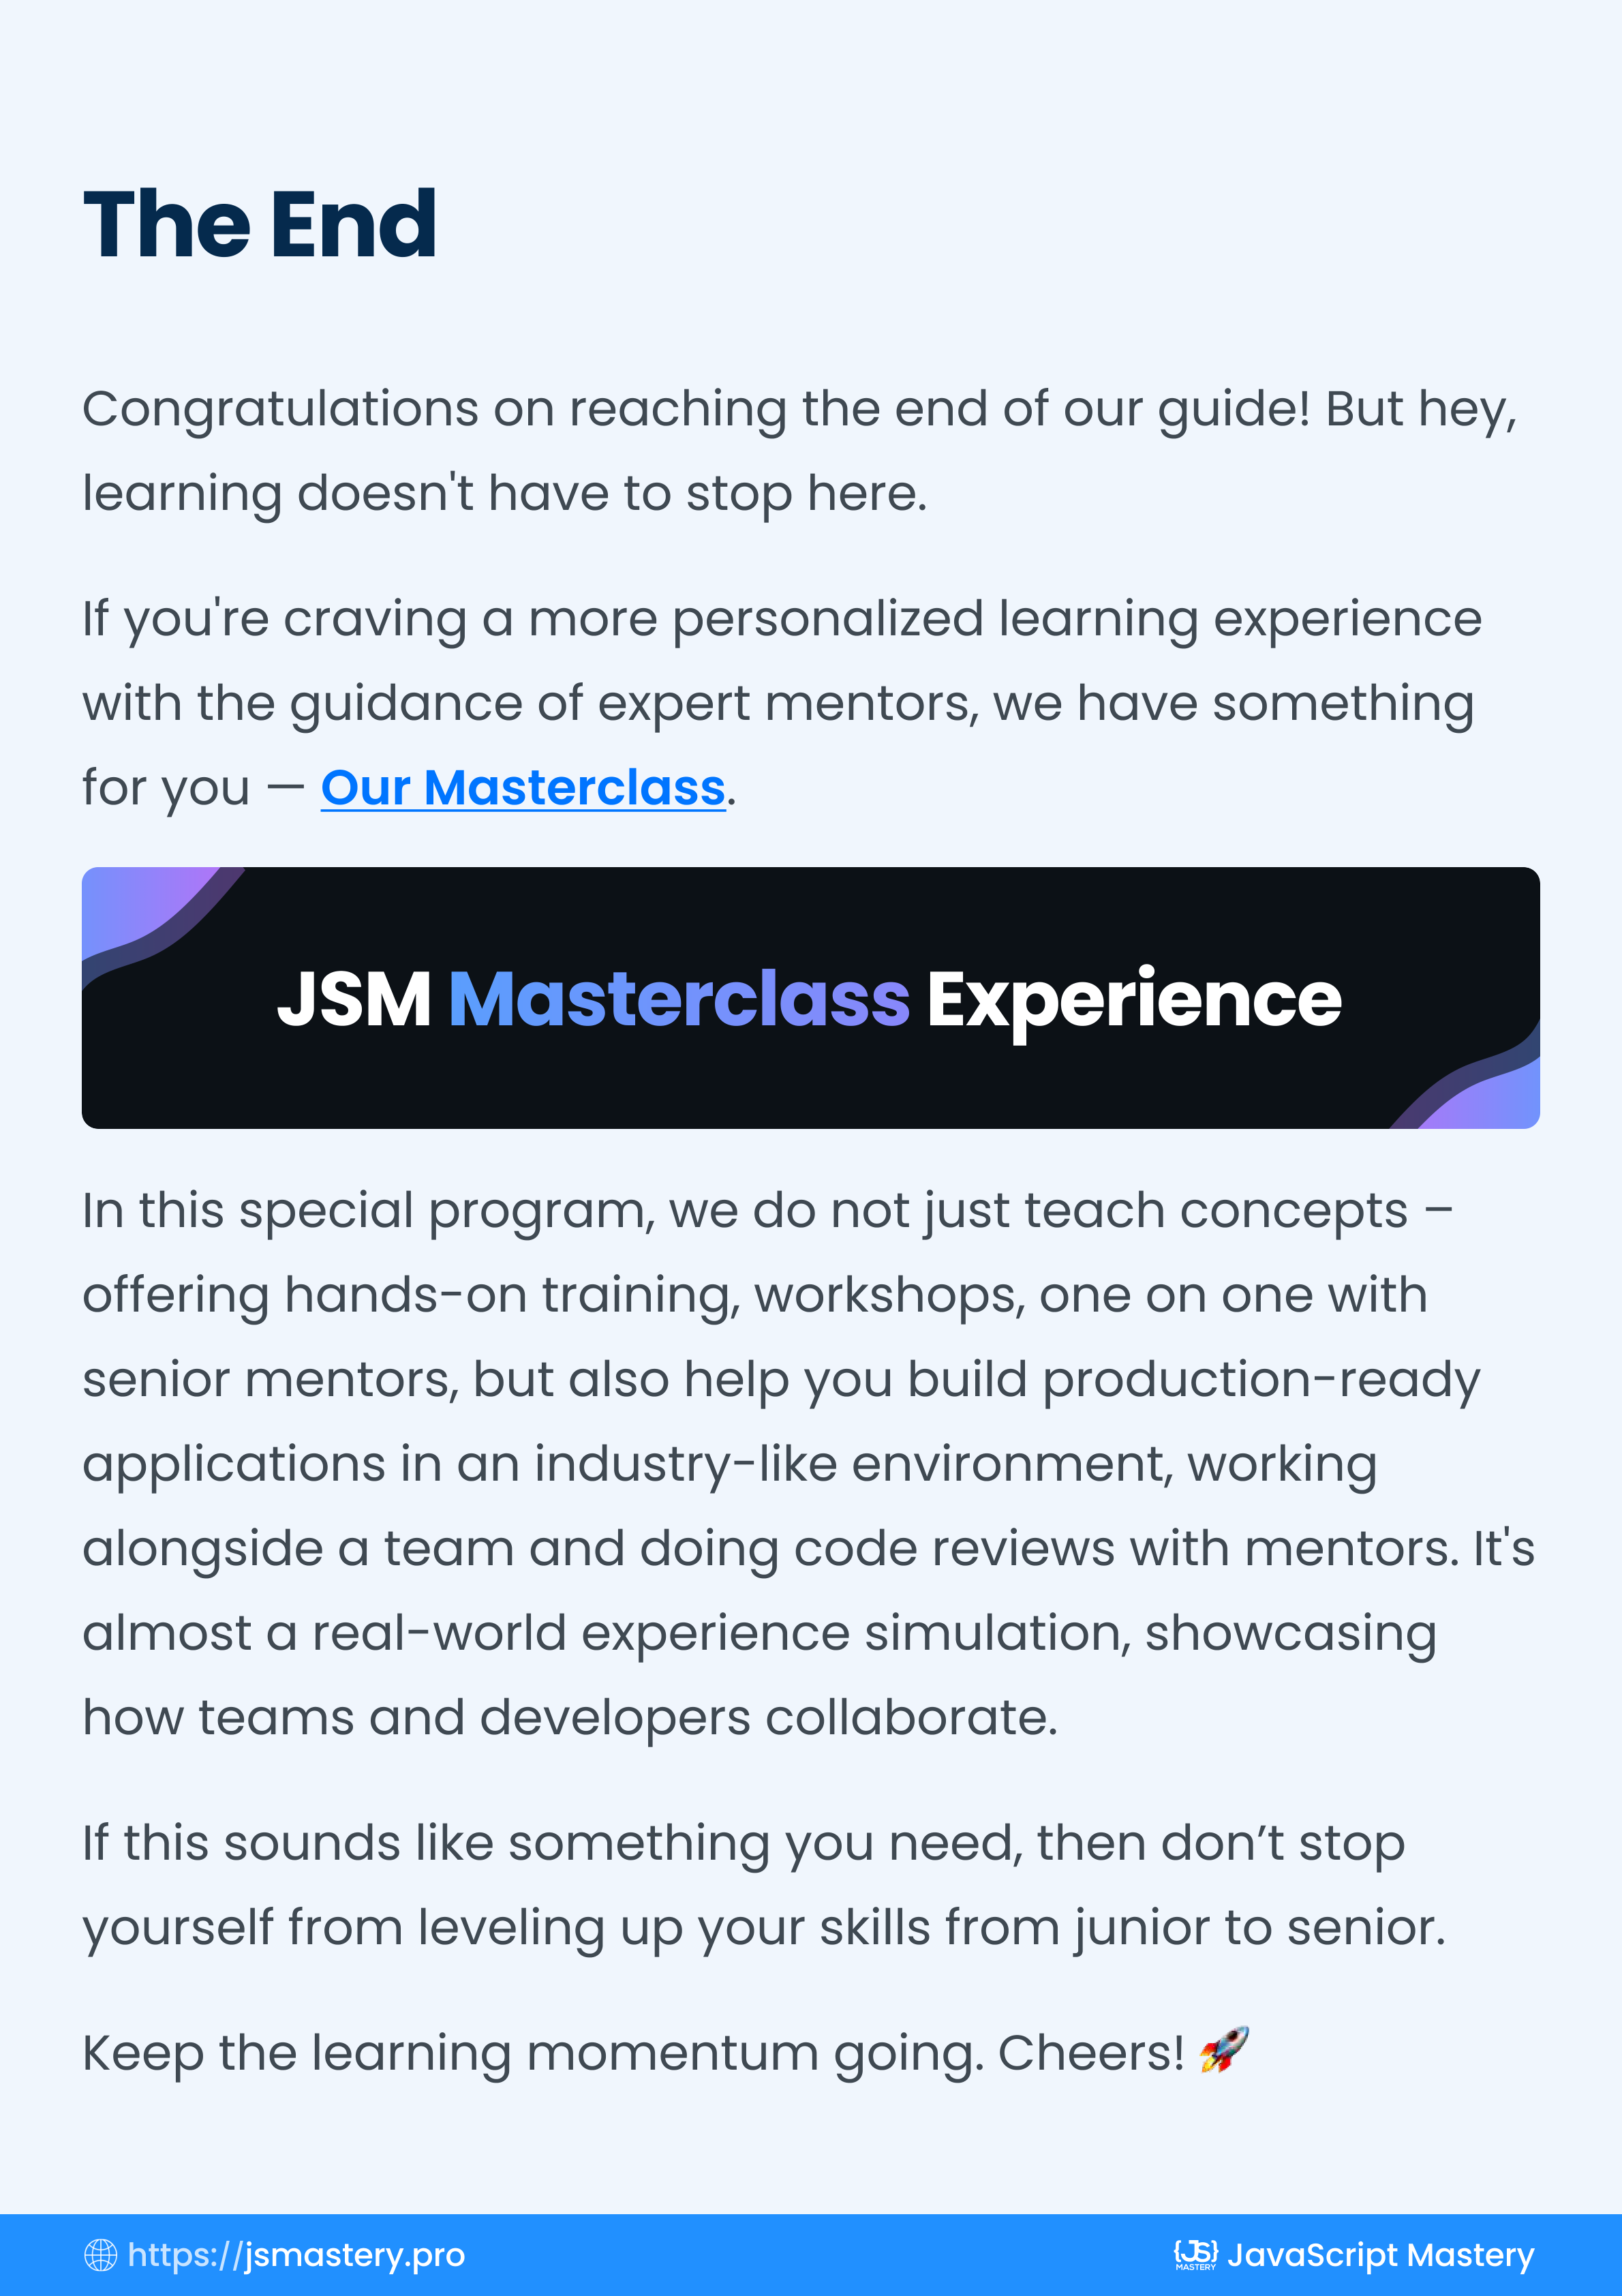 The End
Congratulations on reaching the end of our guide! But hey,
learning doesn't have to stop here.
If you're craving a more personalized learning experience
with the guidance of expert mentors, we have something
for you — Our Masterclass.
JSM Masterclass Experience
In this special program, we do not just teach concepts –
offering hands-on training, workshops, one on one with
senior mentors, but also help you build production-ready
applications in an industry-like environment, working
alongside a team and doing code reviews with mentors. It's
almost a real-world experience simulation, showcasing
how teams and developers collaborate.
If this sounds like something you need, then don’t stop
yourself from leveling up your skills from junior to senior.
Keep the learning momentum going. Cheers! 🚀
https://jsmastery.pro
{JS} MASTERY JavaScript Mastery